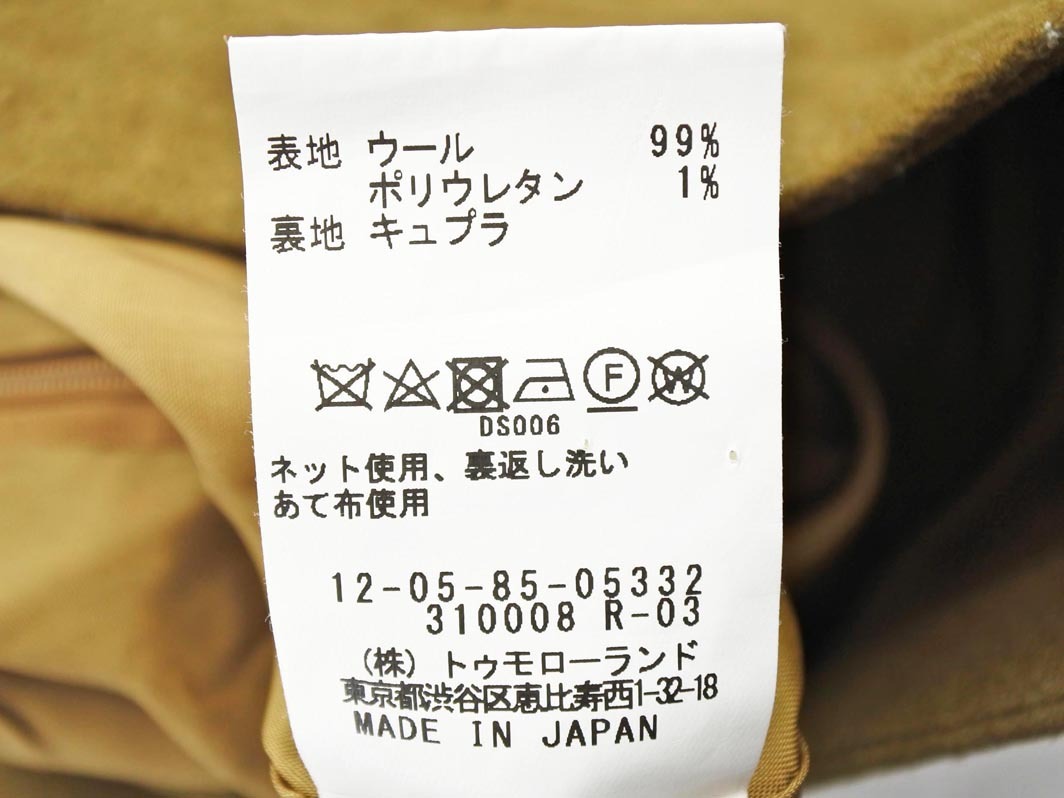 表地 ウール 99%
ポリウレタン 1%
裏地 キュプラ
F W
DS006
ネット使用、裏返し洗い
あて布使用
12-05-85-05332
310008 R-03
(株) トゥモローランド
東京都渋谷区恵比寿西1-32-18
MADE IN JAPAN